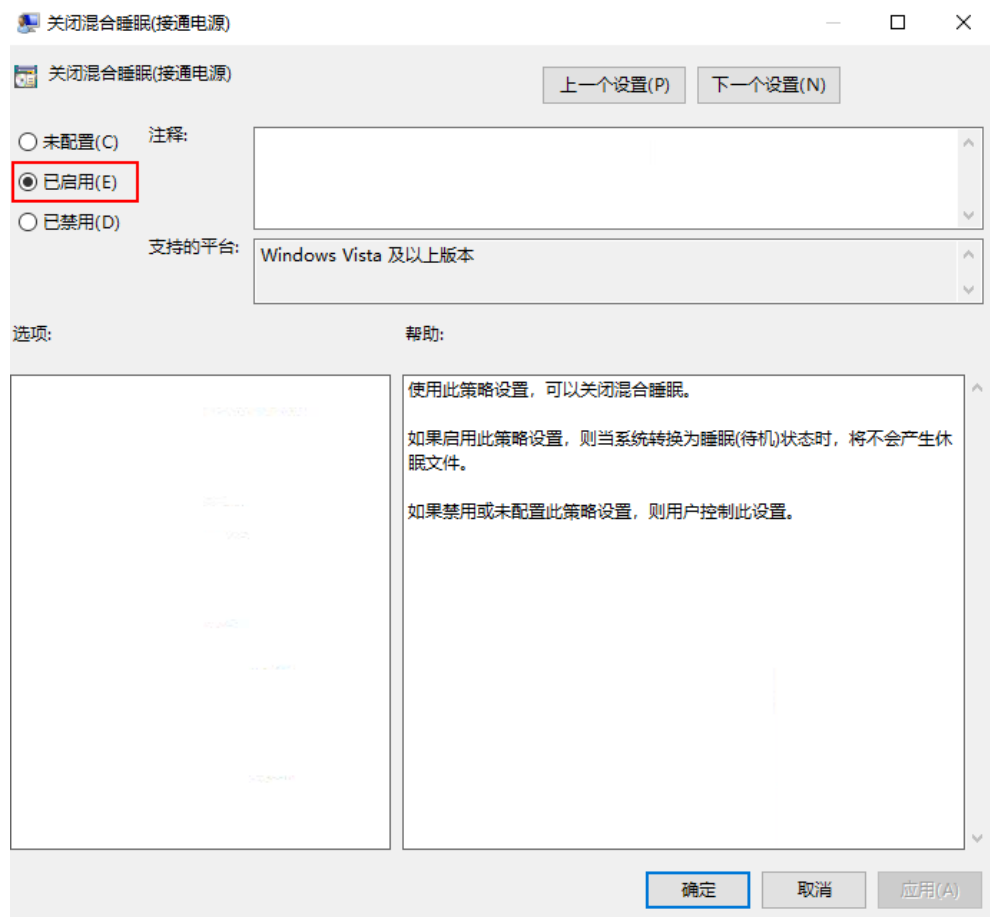 关闭混合睡眠(接通电源)
关闭混合睡眠(接通电源)
上一个设置(P)
下一个设置(N)
未配置(C)
注释:
已启用(E)
已禁用(D)
支持的平台:
Windows Vista 及以上版本
选项:
帮助:
使用此策略设置，可以关闭混合睡眠。
如果启用此策略设置，则当系统转换为睡眠(待机)状态时，将不会产生休
眠文件。
如果禁用或未配置此策略设置，则用户控制此设置。
确定
取消
应用(A)